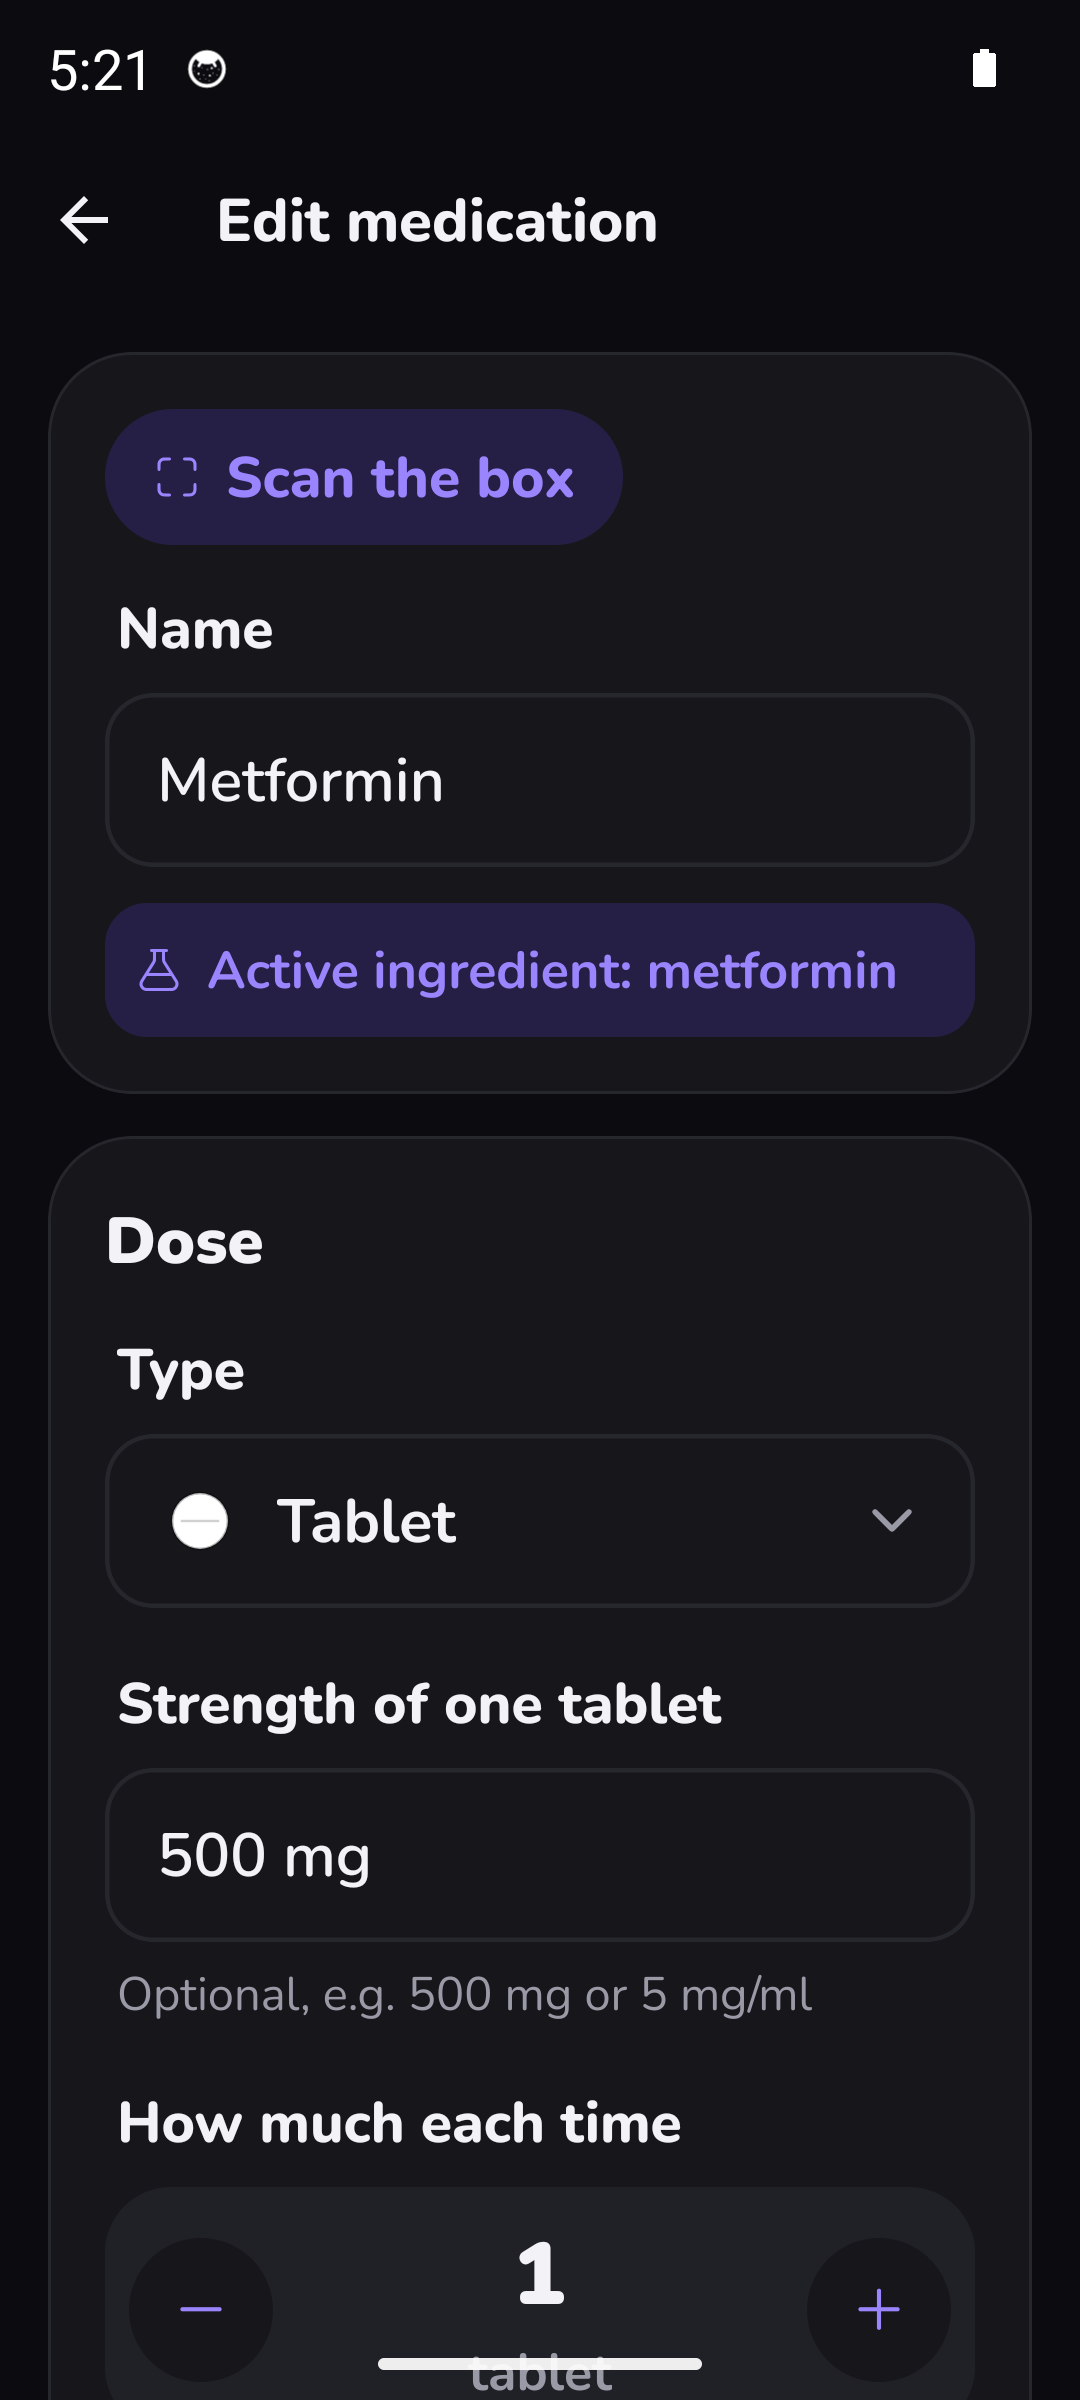 5:21
Edit medication
Scan the box
Name
Metformin
Active ingredient: metformin
Dose
Type
Tablet
Strength of one tablet
500 mg
Optional, e.g. 500 mg or 5 mg/ml
How much each time
1
tablet